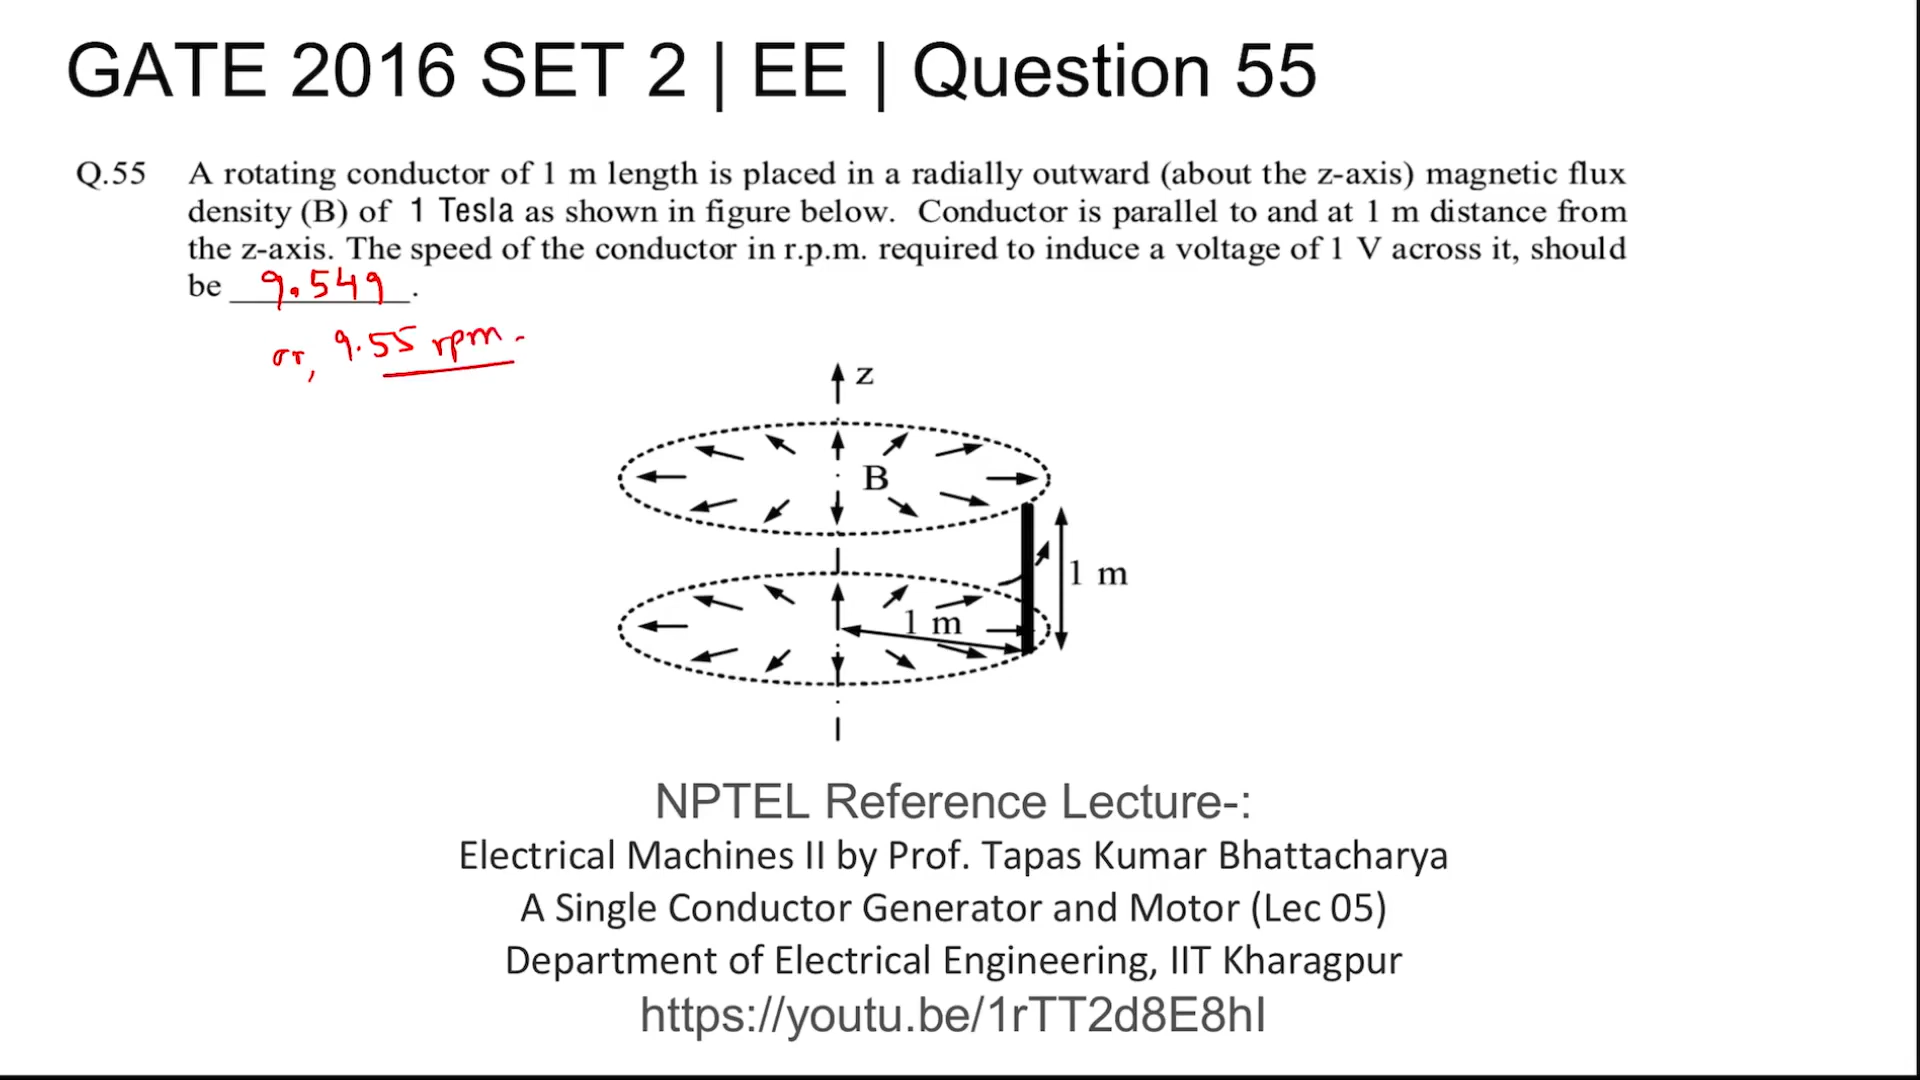 GATE 2016 SET 2 | EE | Question 55
Q.55 A rotating conductor of 1 m length is placed in a radially outward (about the z-axis) magnetic flux
density (B) of 1 Tesla as shown in figure below. Conductor is parallel to and at 1 m distance from
the z-axis. The speed of the conductor in r.p.m. required to induce a voltage of 1 V across it, should
be 9.549.
or, 9.55 rpm.
z
B
1 m
1 m
NPTEL Reference Lecture-:
Electrical Machines II by Prof. Tapas Kumar Bhattacharya
A Single Conductor Generator and Motor (Lec 05)
Department of Electrical Engineering, IIT Kharagpur
https://youtu.be/1rTT2d8E8hI